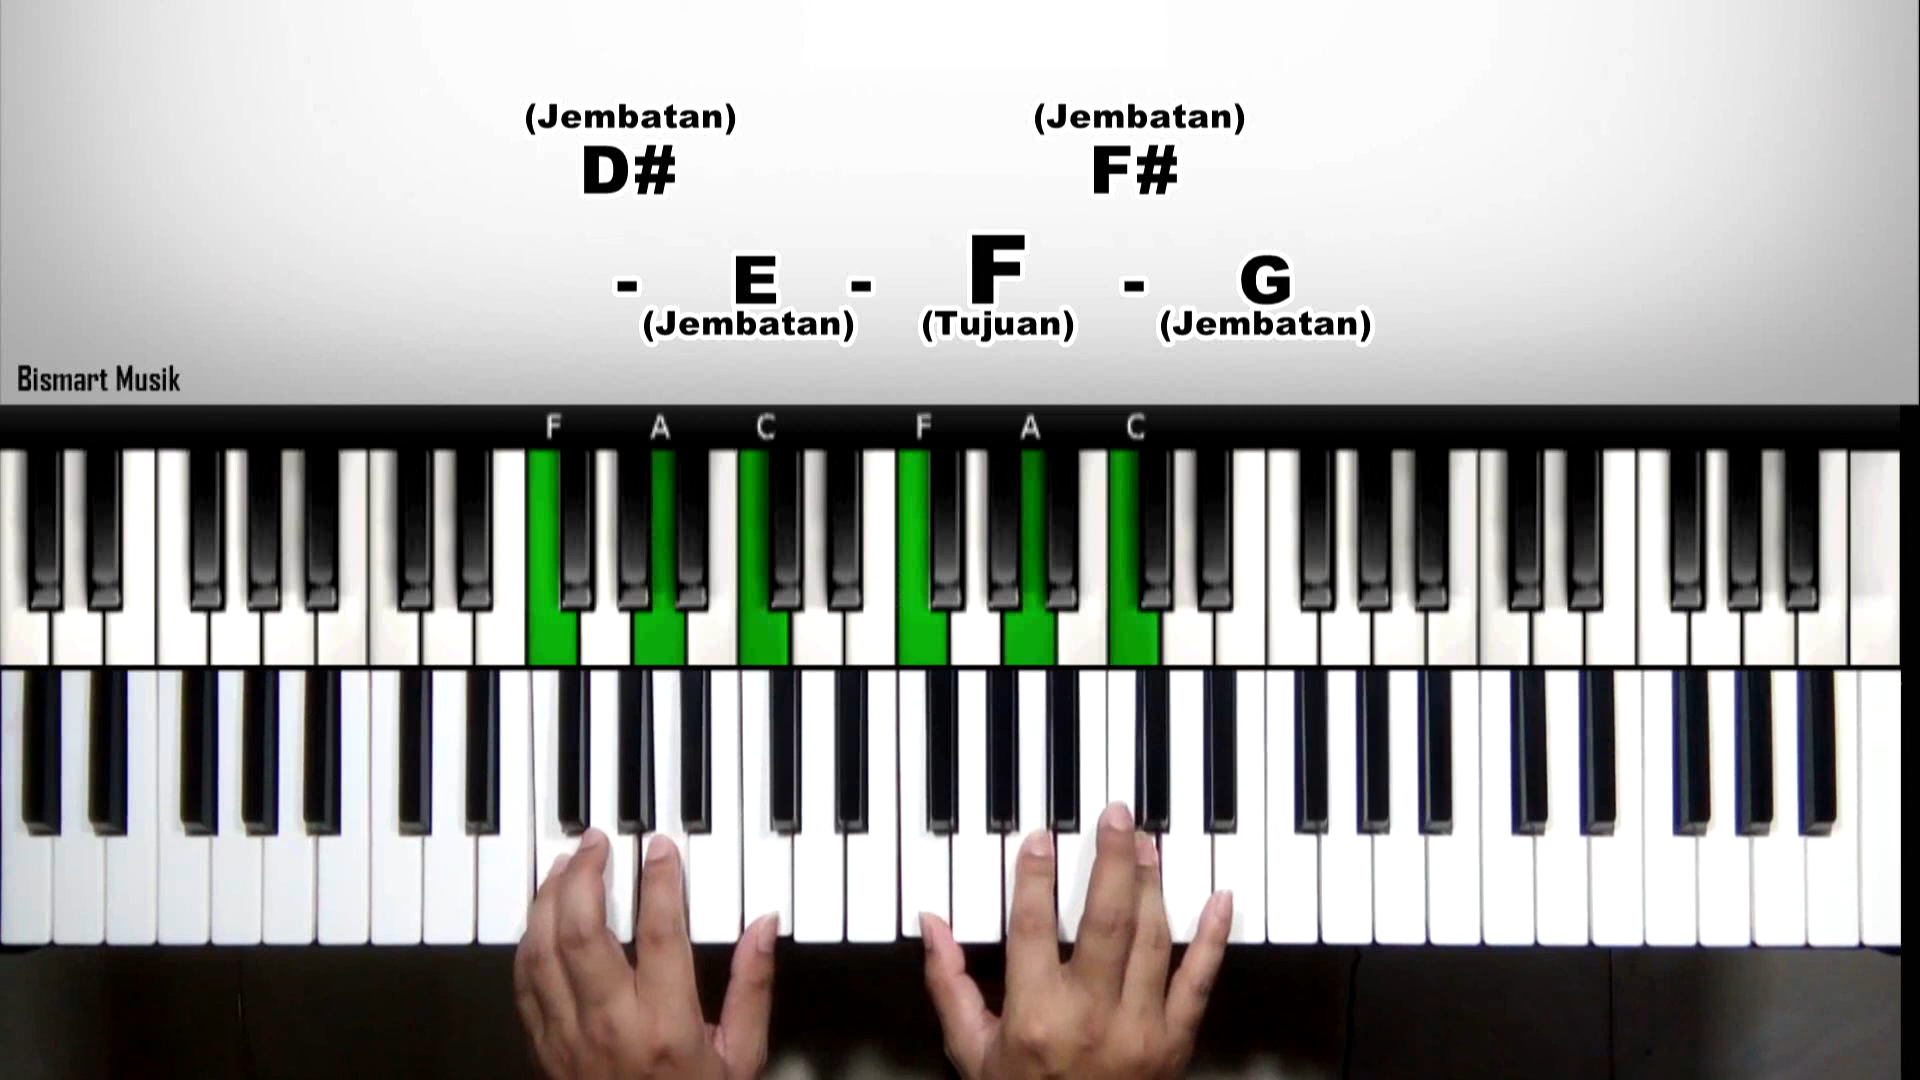 (Jembatan) (Jembatan)
D# F#
- E - F - G
(Jembatan) (Tujuan) (Jembatan)
Bismart Musik
F A C F A C